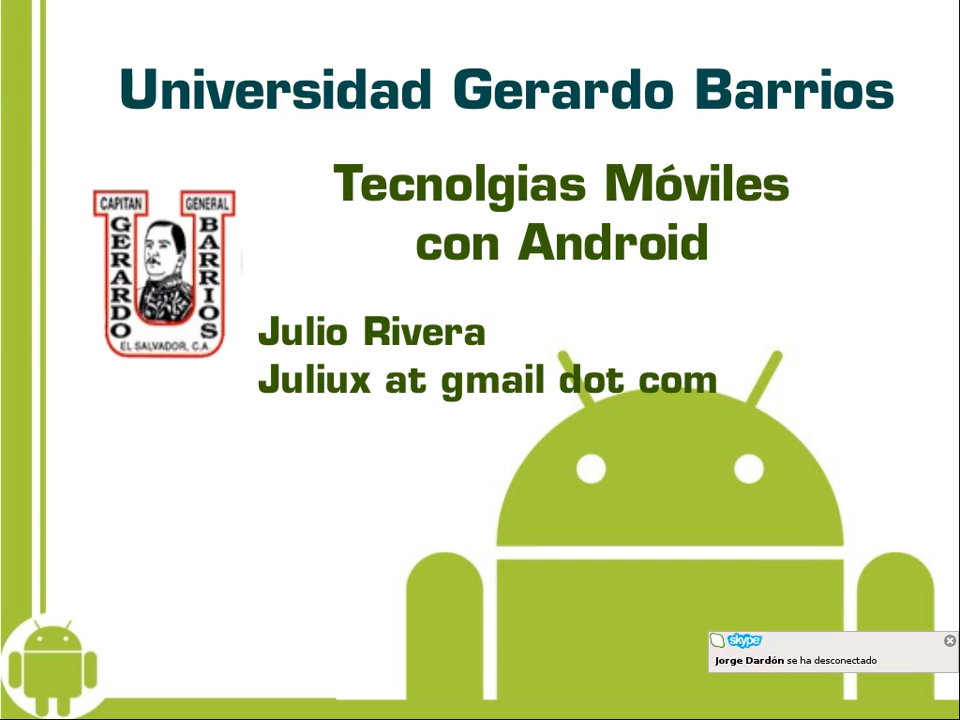 Universidad Gerardo Barrios
Tecnolgias Móviles
con Android
CAPITAN GENERAL
GERARDO
BARRIOS
EL SALVADOR, C.A.
Julio Rivera
Juliux at gmail dot com
skype
Jorge Dardón se ha desconectado